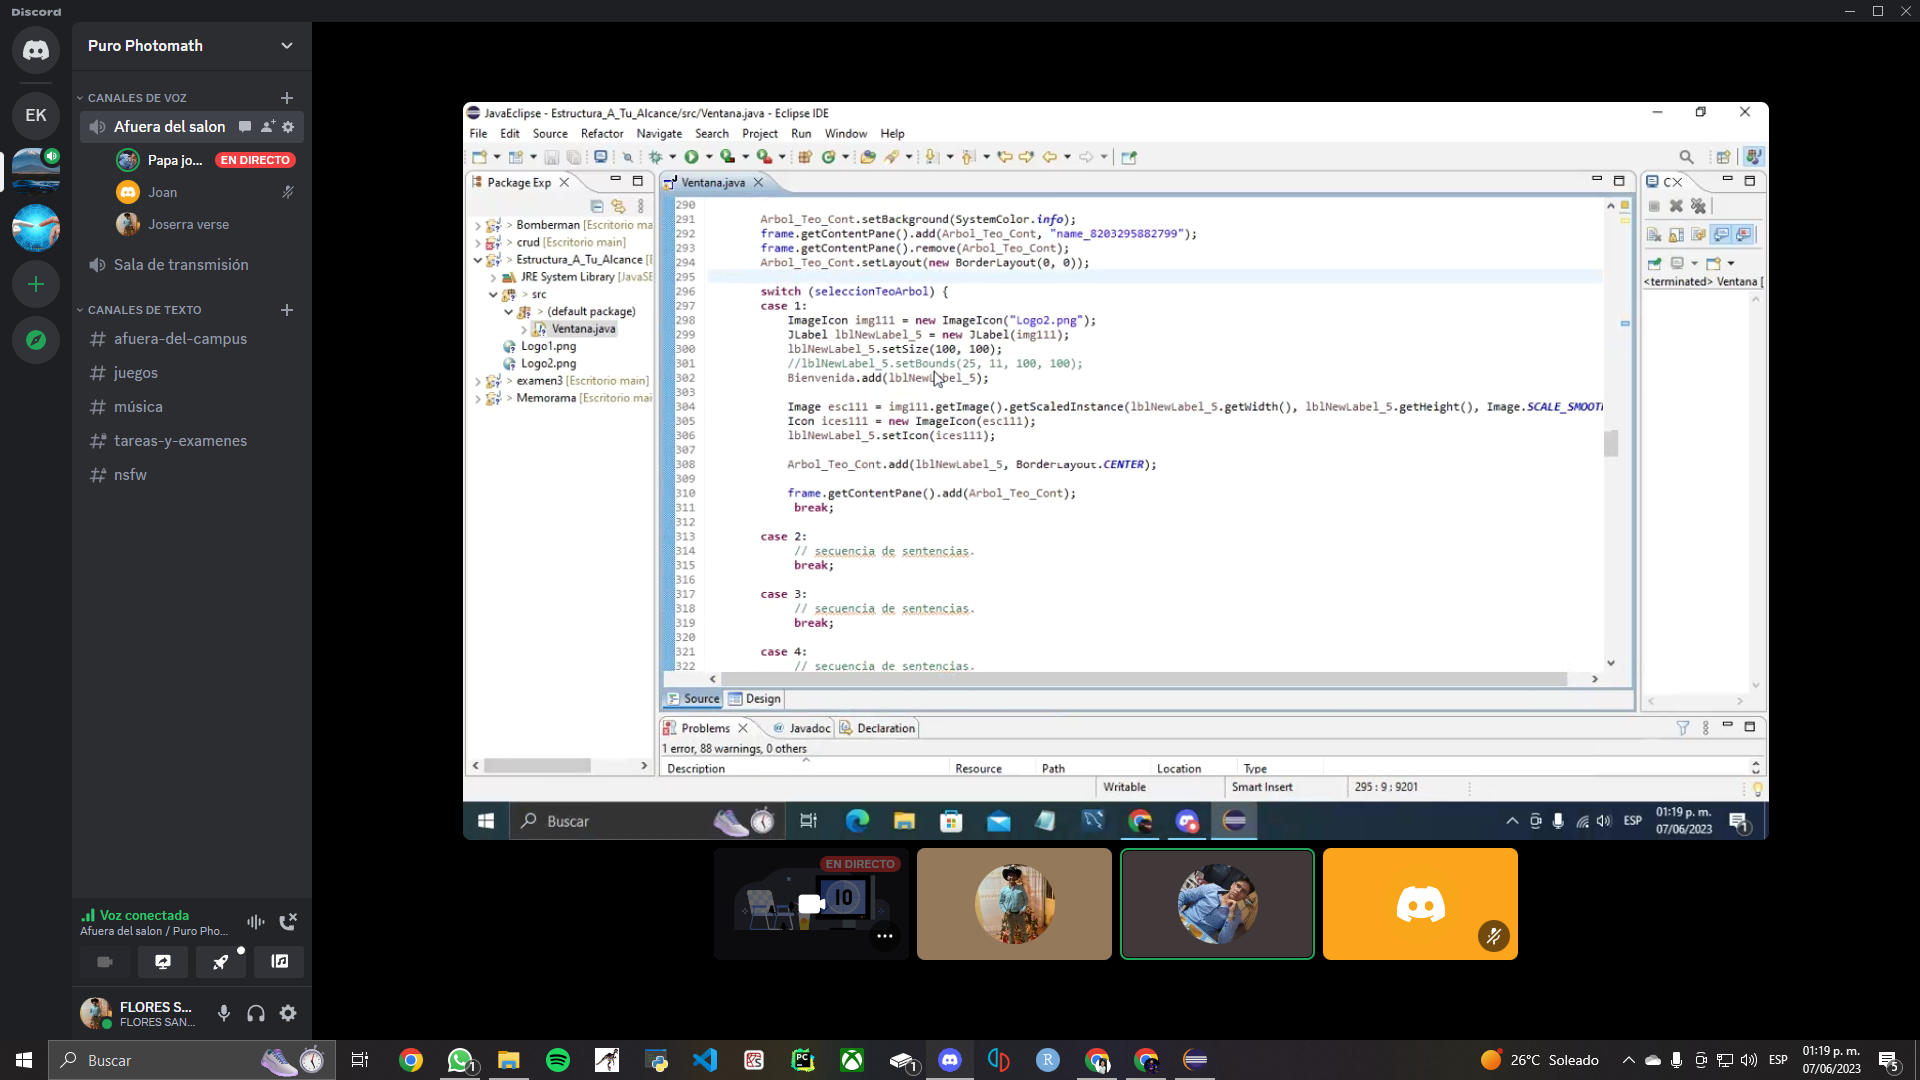 Discord
Puro Photomath
CANALES DE VOZ
EK
Afuera del salon
Papa jo...
EN DIRECTO
Joan
Joserra verse
Sala de transmisión
CANALES DE TEXTO
afuera-del-campus
juegos
música
tareas-y-examenes
nsfw
Voz conectada
Afuera del salon / Puro Pho...
FLORES S...
FLORES SAN...
JavaEclipse - Estructura_A_Tu_Alcance/src/Ventana.java - Eclipse IDE
File Edit Source Refactor Navigate Search Project Run Window Help
Package Exp
> Bomberman [Escritorio ma
> crud [Escritorio main]
> Estructura_A_Tu_Alcance [E
JRE System Library [JavaSE
> src
> (default package)
> Ventana.java
Logo1.png
Logo2.png
> examen3 [Escritorio main]
> Memorama [Escritorio mai
Ventana.java
290
291 Arbol_Teo_Cont.setBackground(SystemColor.info);
292 frame.getContentPane().add(Arbol_Teo_Cont, "name_8203295882799");
293 frame.getContentPane().remove(Arbol_Teo_Cont);
294 Arbol_Teo_Cont.setLayout(new BorderLayout(0, 0));
295
296 switch (seleccionTeoArbol) {
297 case 1:
298 ImageIcon img111 = new ImageIcon("Logo2.png");
299 JLabel lblNewLabel_5 = new JLabel(img111);
300 lblNewLabel_5.setSize(100, 100);
301 //lblNewLabel_5.setBounds(25, 11, 100, 100);
302 Bienvenida.add(lblNewLabel_5);
303
304 Image esc111 = img111.getImage().getScaledInstance(lblNewLabel_5.getWidth(), lblNewLabel_5.getHeight(), Image.SCALE_SMOOT
305 Icon ices111 = new ImageIcon(esc111);
306 lblNewLabel_5.setIcon(ices111);
307
308 Arbol_Teo_Cont.add(lblNewLabel_5, BorderLayout.CENTER);
309
310 frame.getContentPane().add(Arbol_Teo_Cont);
311 break;
312
313 case 2:
314 // secuencia de sentencias.
315 break;
316
317 case 3:
318 // secuencia de sentencias.
319 break;
320
321 case 4:
322 // secuencia de sentencias.
Source Design
C
<terminated> Ventana [
Problems Javadoc Declaration
1 error, 88 warnings, 0 others
Description Resource Path Location Type
Writable Smart Insert 295 : 9 : 9201
Buscar
ESP
01:19 p. m.
07/06/2023
1
EN DIRECTO
10
Buscar
1
PC
1
R
26°C Soleado
ESP
01:19 p. m.
07/06/2023
5